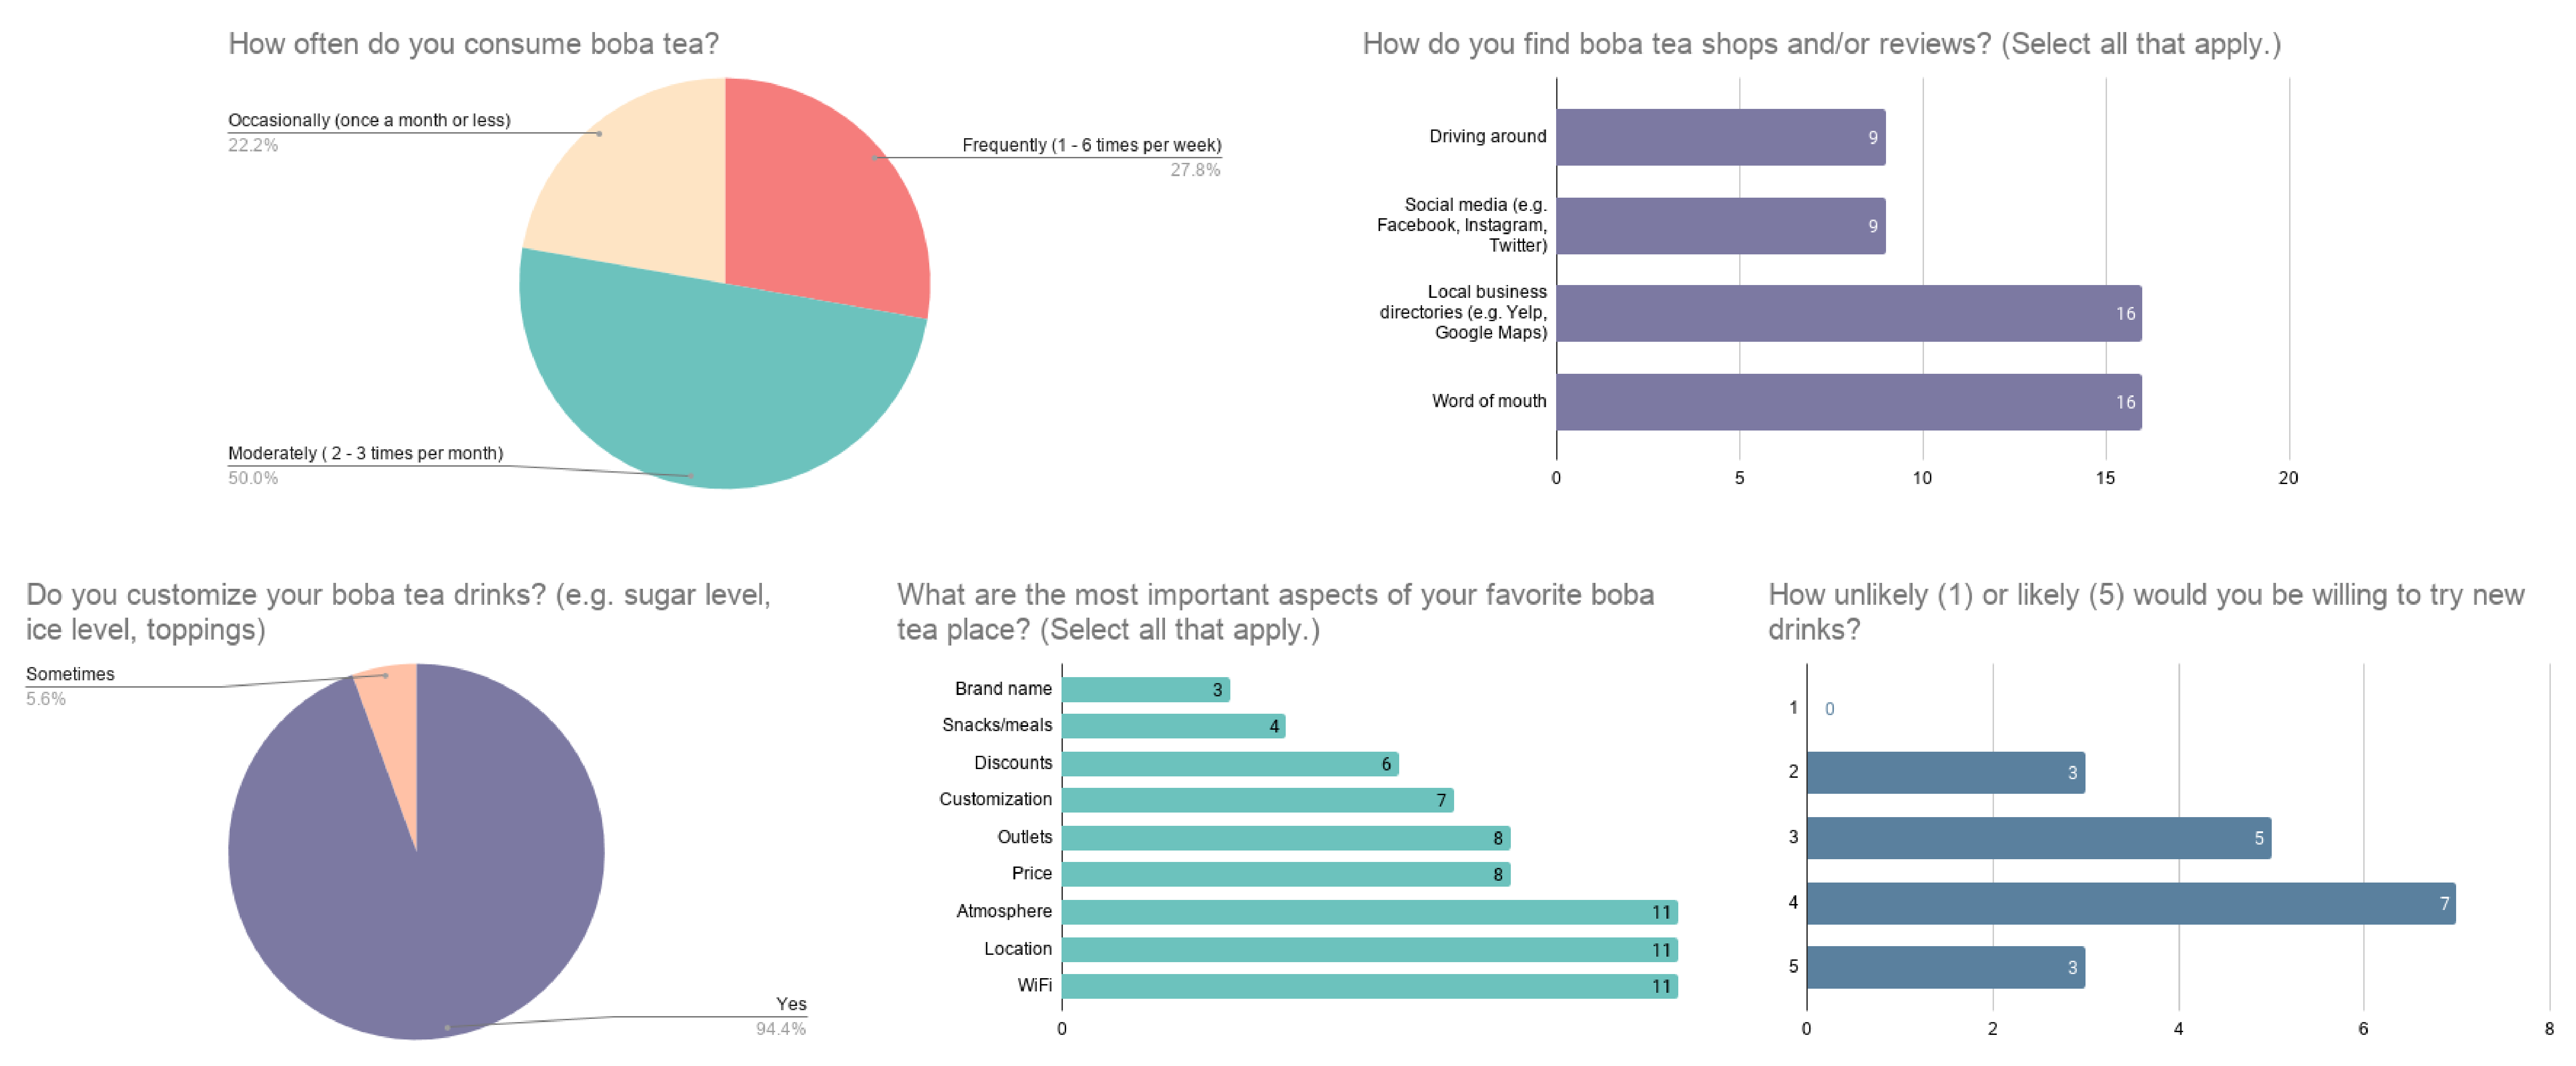 How often do you consume boba tea?
Occasionally (once a month or less)
22.2%
Frequently (1 - 6 times per week)
27.8%
Moderately ( 2 - 3 times per month)
50.0%
How do you find boba tea shops and/or reviews? (Select all that apply.)
Driving around
9
Social media (e.g.
Facebook, Instagram,
Twitter)
9
Local business
directories (e.g. Yelp,
Google Maps)
16
Word of mouth
16
0 5 10 15 20
Do you customize your boba tea drinks? (e.g. sugar level,
ice level, toppings)
Sometimes
5.6%
Yes
94.4%
What are the most important aspects of your favorite boba
tea place? (Select all that apply.)
Brand name 3
Snacks/meals 4
Discounts 6
Customization 7
Outlets 8
Price 8
Atmosphere 11
Location 11
WiFi 11
0
How unlikely (1) or likely (5) would you be willing to try new
drinks?
1 0
2 3
3 5
4 7
5 3
0 2 4 6 8